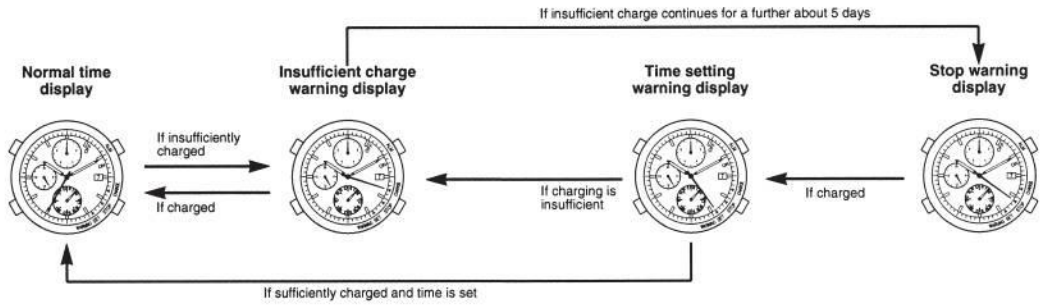 If insufficient charge continues for a further about 5 days
Normal time
display
Insufficient charge
warning display
Time setting
warning display
Stop warning
display
If insufficiently
charged
If charged
If charging is
insufficient
If charged
If sufficiently charged and time is set